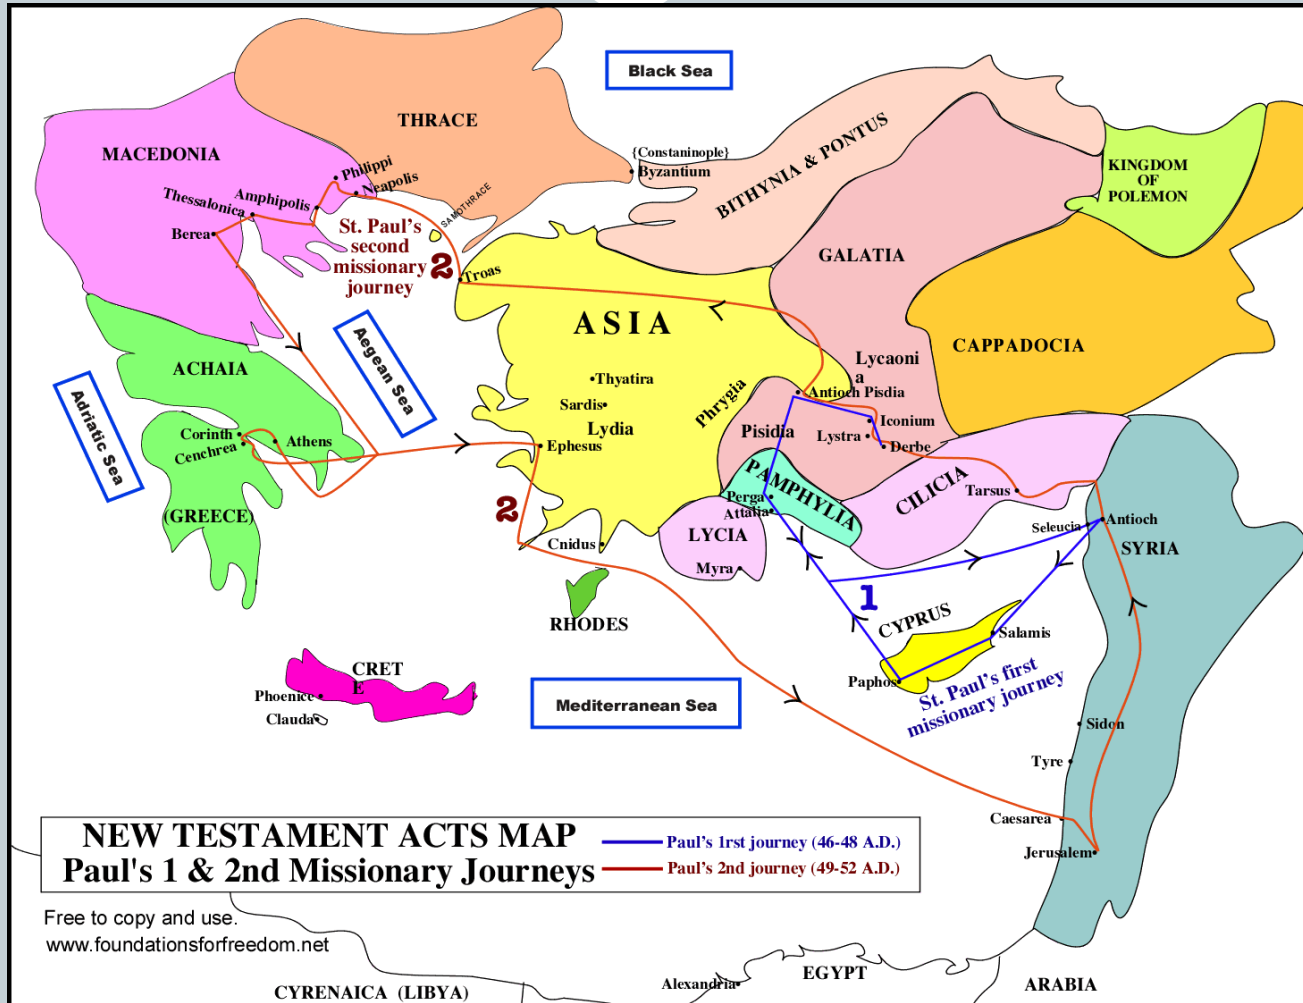 Black Sea
THRACE
MACEDONIA
{Constaninople}
Byzantium
BITHYNIA & PONTUS
KINGDOM
OF
POLEMON
Philippi
Neapolis
Amphipolis
Thessalonica
Berea
SAMOTHRACE
St. Paul's
second
missionary
journey
2
Troas
GALATIA
ASIA
CAPPADOCIA
Aegean Sea
ACHAIA
Adriatic Sea
Lycaoni
a
Thyatira
Sardis
Lydia
Phrygia
Antioch Pisdia
Iconium
Lystra
Derbe
Pisidia
Corinth
Cenchrea
Athens
Ephesus
PAMPHYLIA
CILICIA
Tarsus
Perga
Attalia
(GREECE)
2
LYCIA
Cnidus
Myra
Seleucia
Antioch
SYRIA
1
RHODES
CYPRUS
Salamis
Paphos
St. Paul's first
missionary journey
CRET
E
Phoenice
Clauda
Mediterranean Sea
Sidon
Tyre
Caesarea
Jerusalem
NEW TESTAMENT ACTS MAP
Paul's 1 & 2nd Missionary Journeys
Paul's 1rst journey (46-48 A.D.)
Paul's 2nd journey (49-52 A.D.)
Free to copy and use.
www.foundationsforfreedom.net
CYRENAICA (LIBYA)
Alexandria
EGYPT
ARABIA